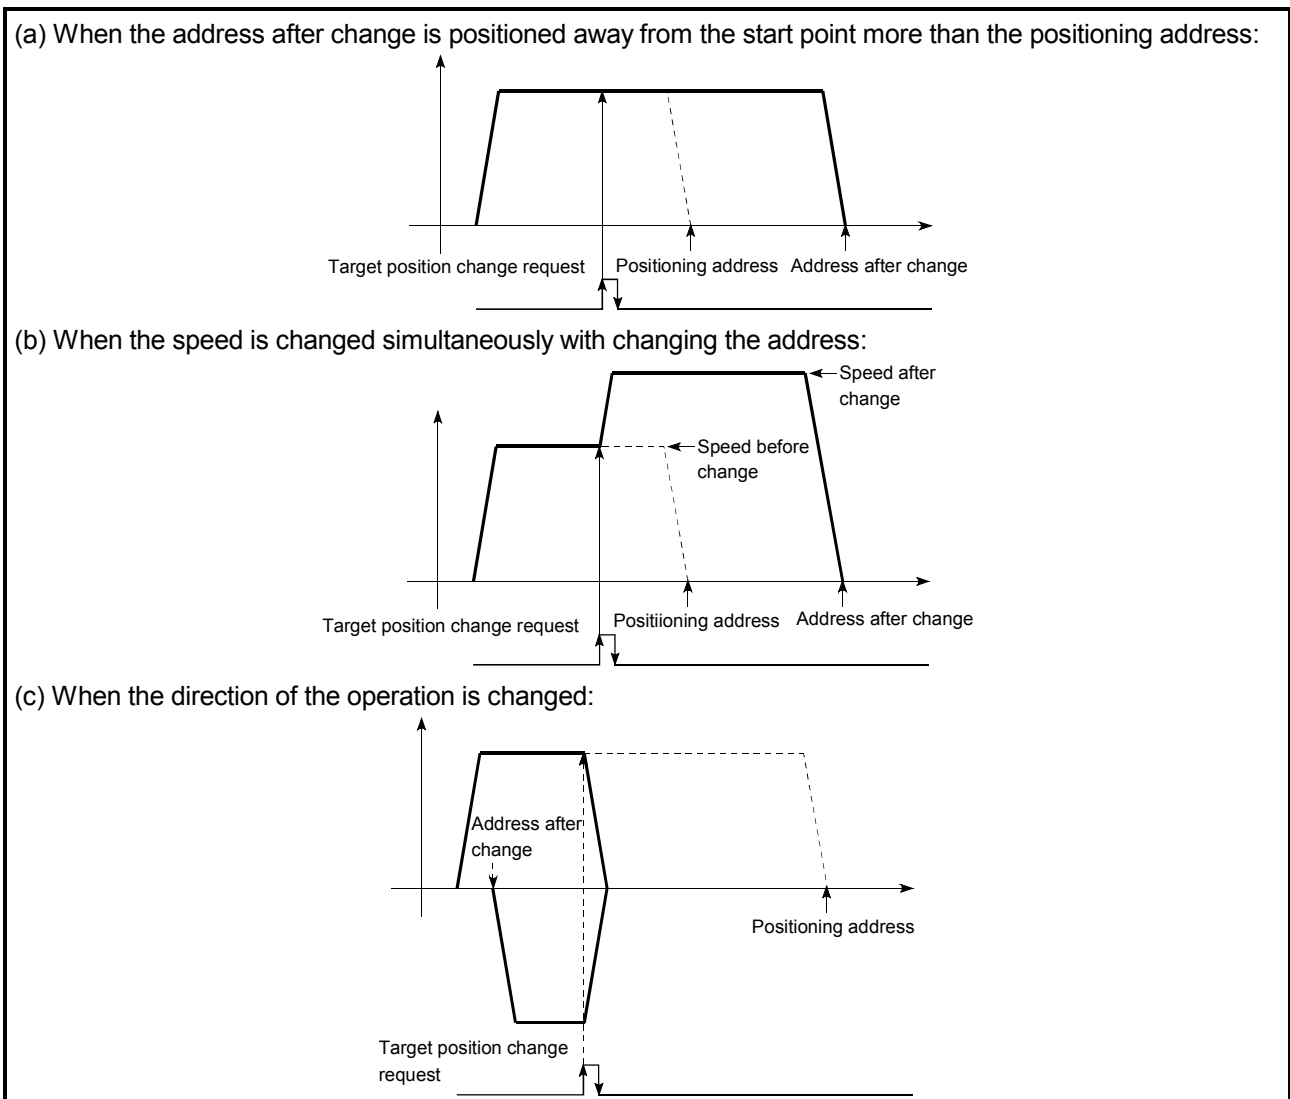 (a) When the address after change is positioned away from the start point more than the positioning address:
Target position change request
Positioning address
Address after change
(b) When the speed is changed simultaneously with changing the address:
Speed after
change
Speed before
change
Target position change request
Positiioning address
Address after change
(c) When the direction of the operation is changed:
Address after
change
Positioning address
Target position change
request